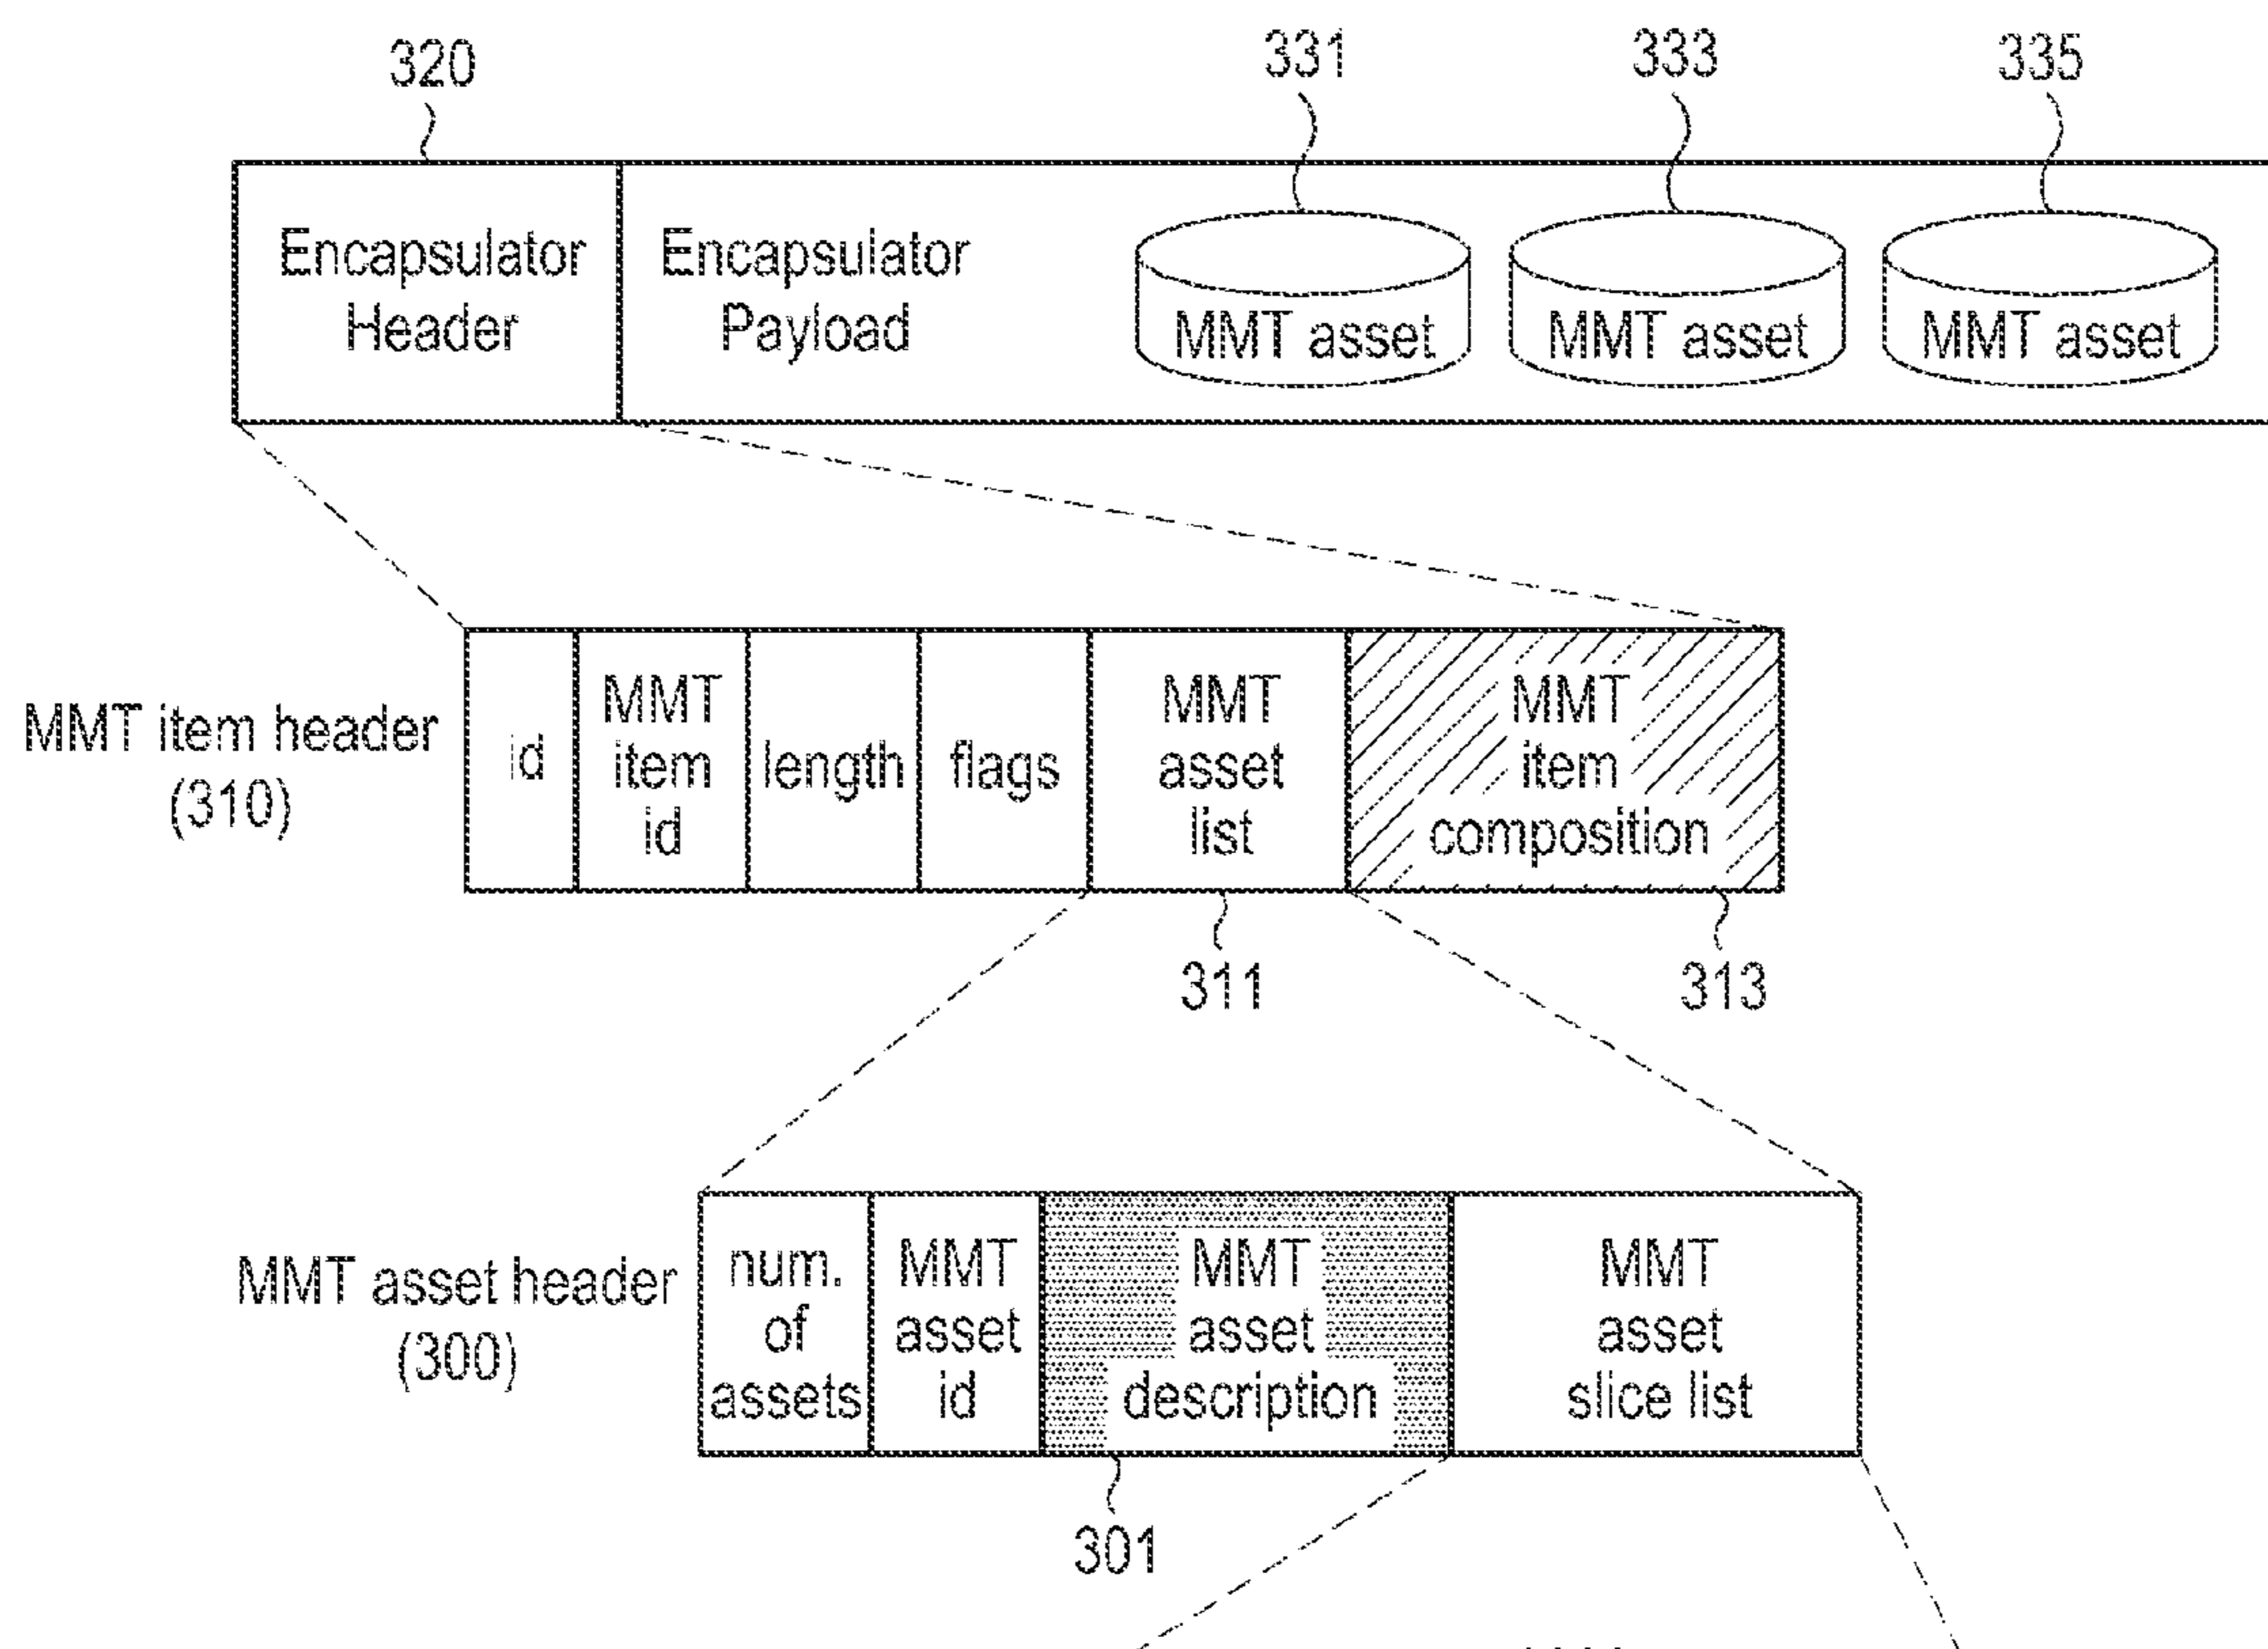 320
331
333
335
Encapsulator
Header
Encapsulator
Payload
MMT asset
MMT asset
MMT asset
MMT item header
(310)
id
MMT
item
id
length
flags
MMT
asset
list
MMT
item
composition
311
313
MMT asset header
(300)
num.
of
assets
MMT
asset
id
MMT
asset
description
MMT
asset
slice list
301